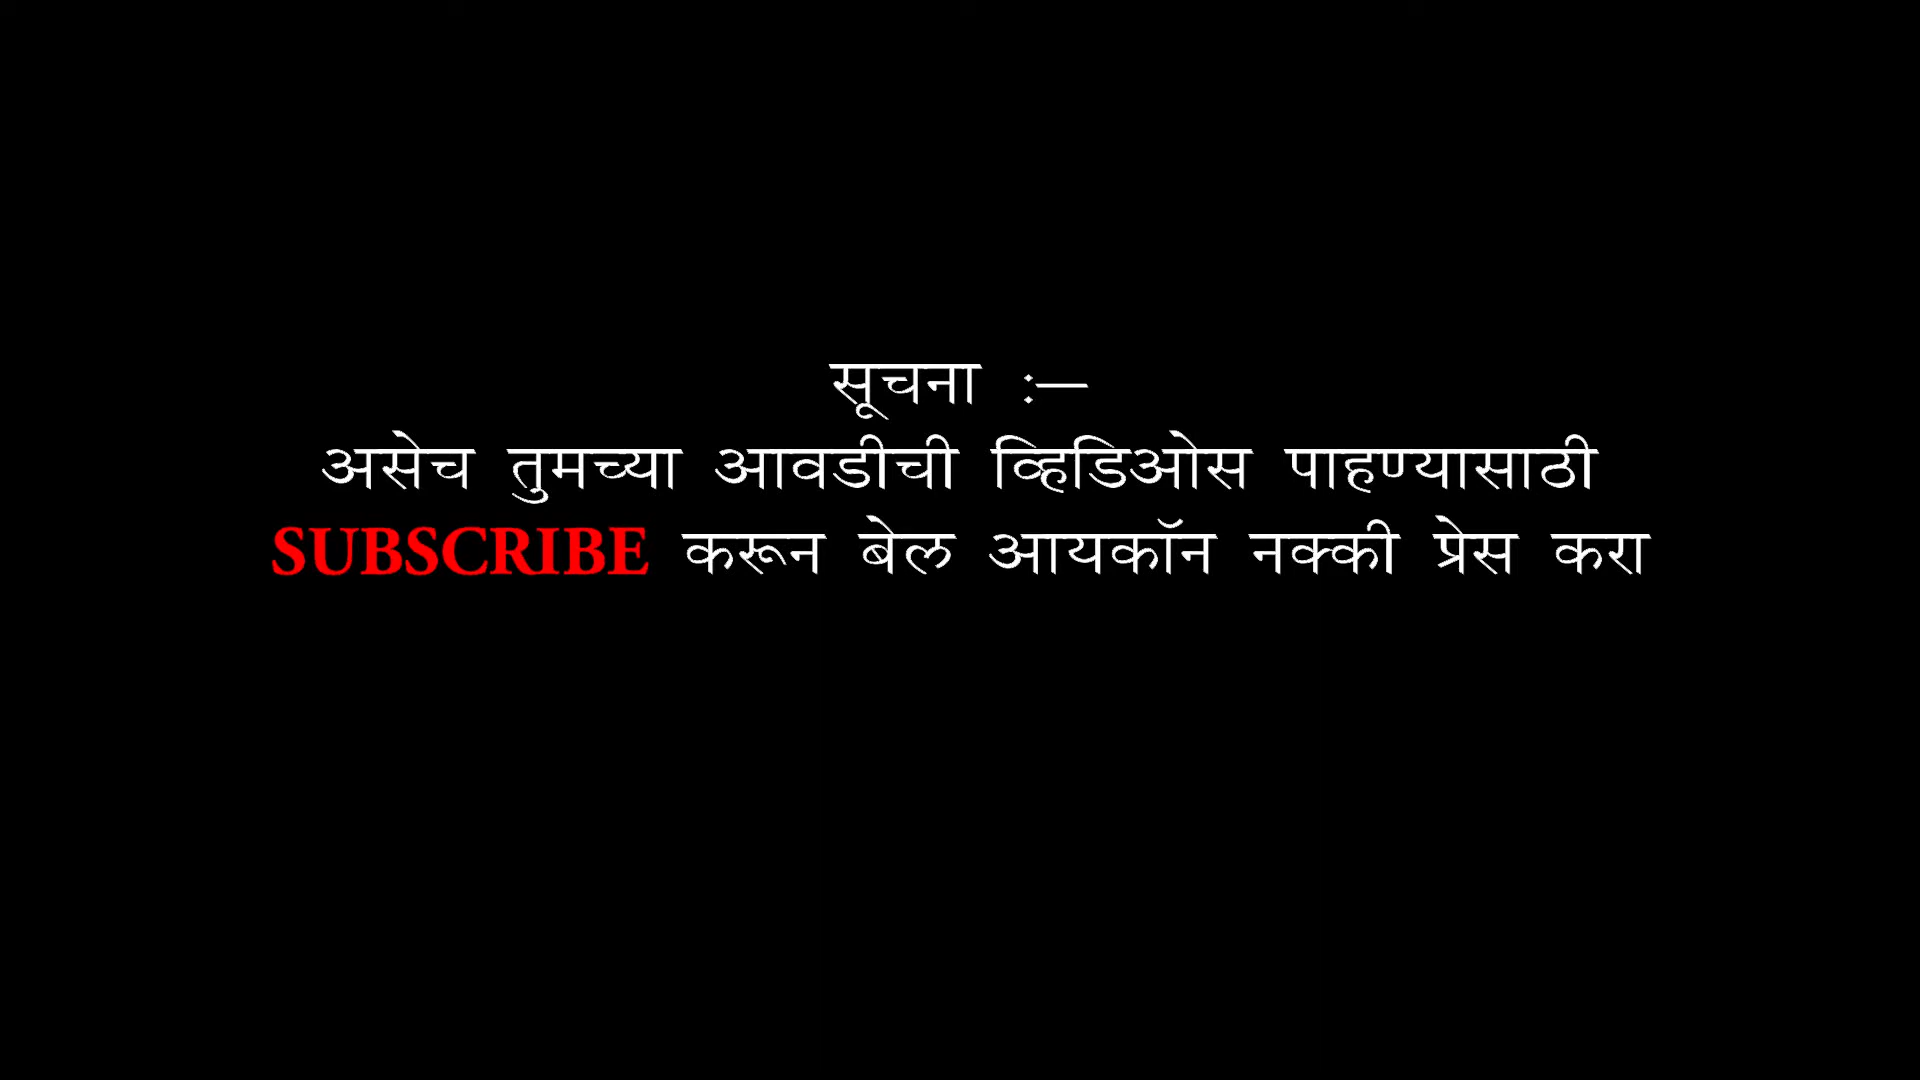 सूचना :—
असेच तुमच्या आवडीची व्हिडिओस पाहण्यासाठी
SUBSCRIBE करून बेल आयकॉन नक्की प्रेस करा